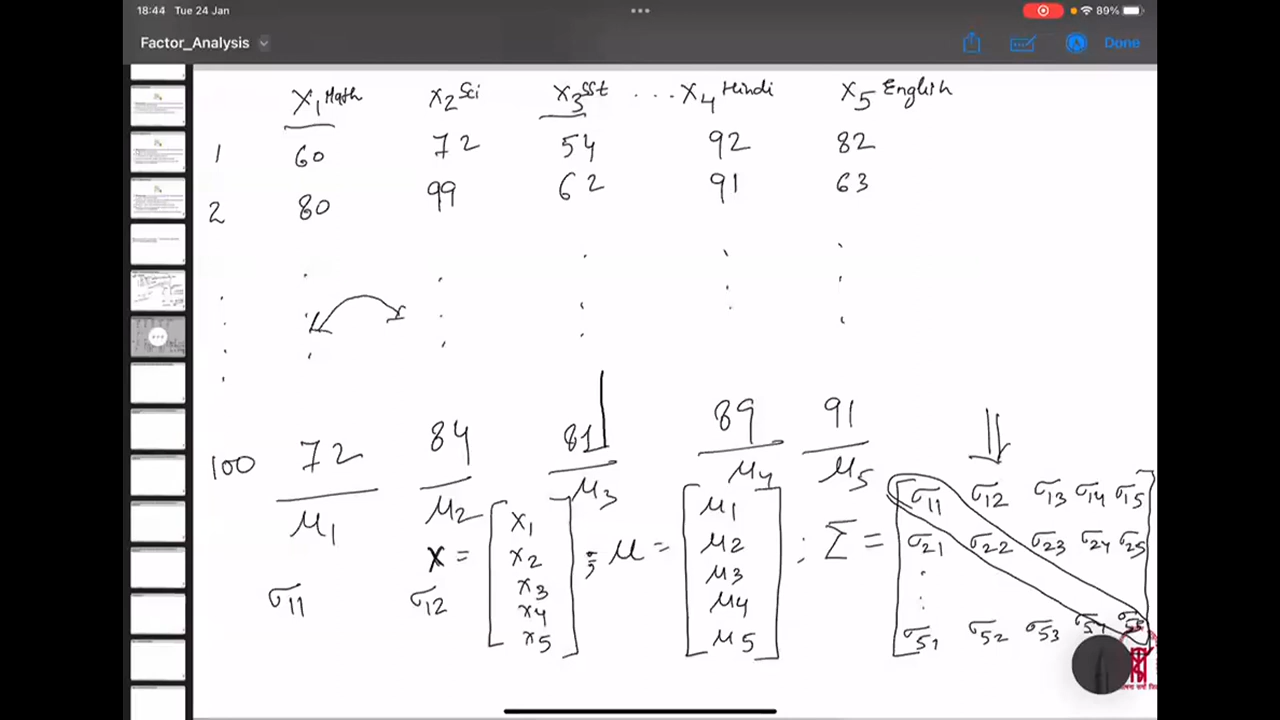 18:44 Tue 24 Jan ... 89%
Factor_Analysis Done
X₁ Math X₂ Sci X₃ SSt ... X₄ Hindi X₅ English
1 60 72 54 92 82
2 80 99 62 91 63
100 72 84 81 89 91
μ₁ μ₂ μ₃ μ₄ μ₅
X = [x₁ x₂ x₃ x₄ x₅] ; μ = [μ₁ μ₂ μ₃ μ₄ μ₅] ; Σ = [σ₁₁ σ₁₂ σ₁₃ σ₁₄ σ₁₅
σ₂₁ σ₂₂ σ₂₃ σ₂₄ σ₂₅
σ₅₁ σ₅₂ σ₅₃ σ₅₄ σ₅₅]
σ₁₁ σ₁₂